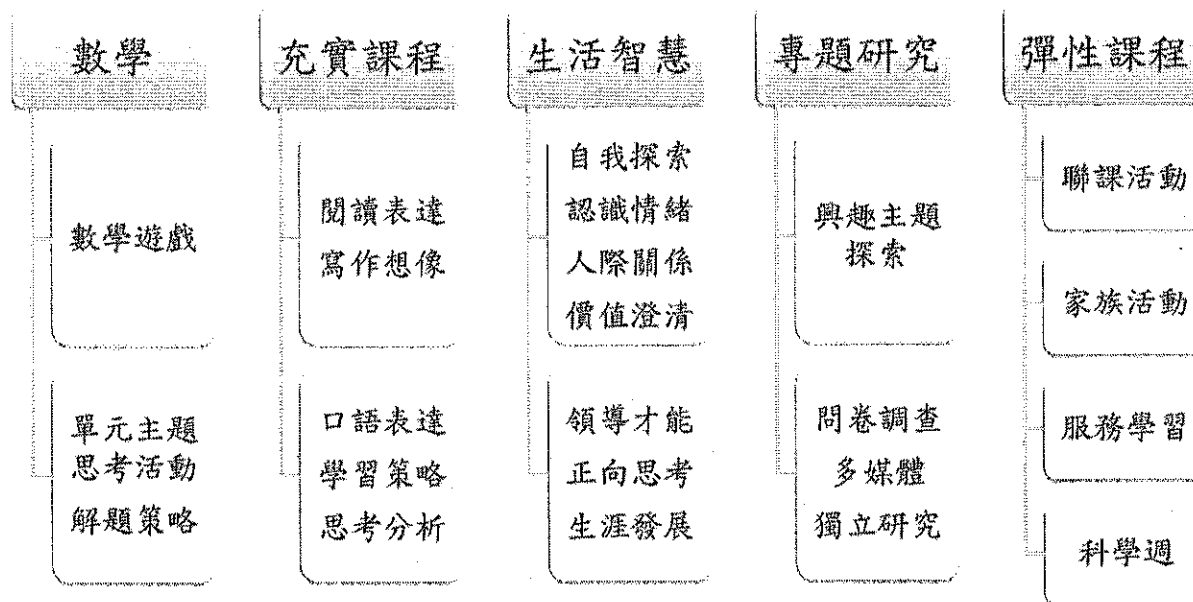 數學
數學遊戲
單元主題
思考活動
解題策略
充實課程
閱讀表達
寫作想像
口語表達
學習策略
思考分析
生活智慧
自我探索
認識情緒
人際關係
價值澄清
領導才能
正向思考
生涯發展
專題研究
興趣主題
探索
問卷調查
多媒體
獨立研究
彈性課程
聯課活動
家族活動
服務學習
科學週